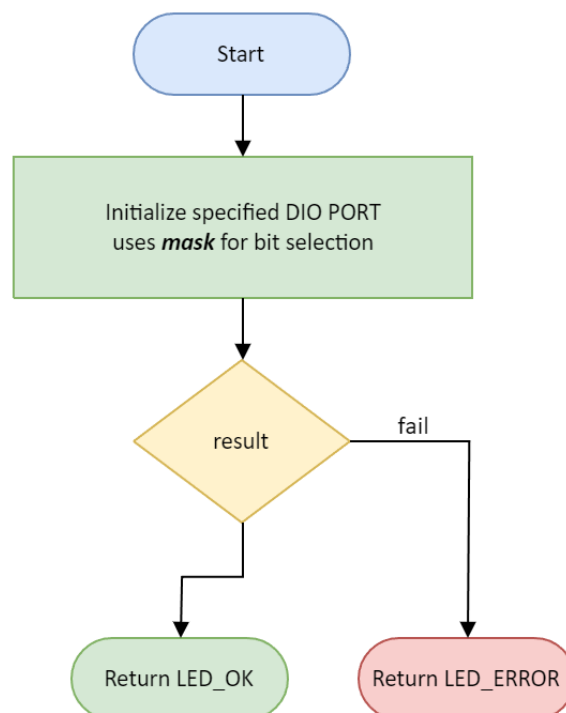 Start
Initialize specified DIO PORT
uses mask for bit selection
result
fail
Return LED_OK
Return LED_ERROR